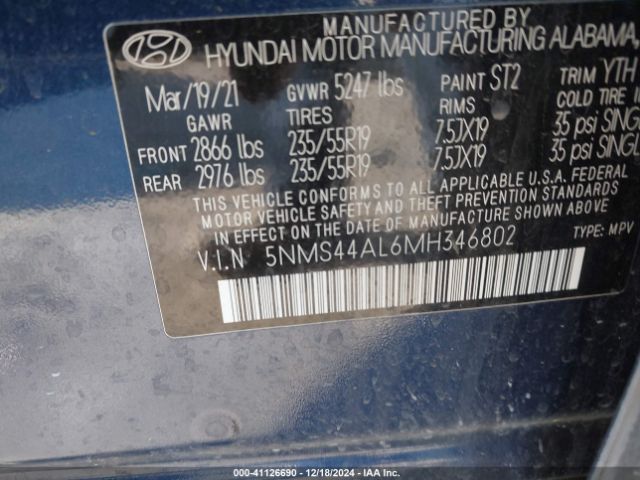 MANUFACTURED BY
HYUNDAI MOTOR MANUFACTURING ALABAMA,
Mar/19/21 GVWR 5247 lbs PAINT ST2 TRIM YTH
GAWR TIRES RIMS COLD TIRE
FRONT 2866 lbs 235/55R19 7.5JX19 35 psi SINGL
REAR 2976 lbs 235/55R19 7.5JX19 35 psi SINGL
THIS VEHICLE CONFORMS TO ALL APPLICABLE U.S.A. FEDERAL
MOTOR VEHICLE SAFETY AND THEFT PREVENTION STANDARDS
IN EFFECT ON THE DATE OF MANUFACTURE SHOWN ABOVE.
V.I.N 5NMS44AL6MH346802 TYPE: MPV
000-41126690 - 12/18/2024 - IAA, LLC.